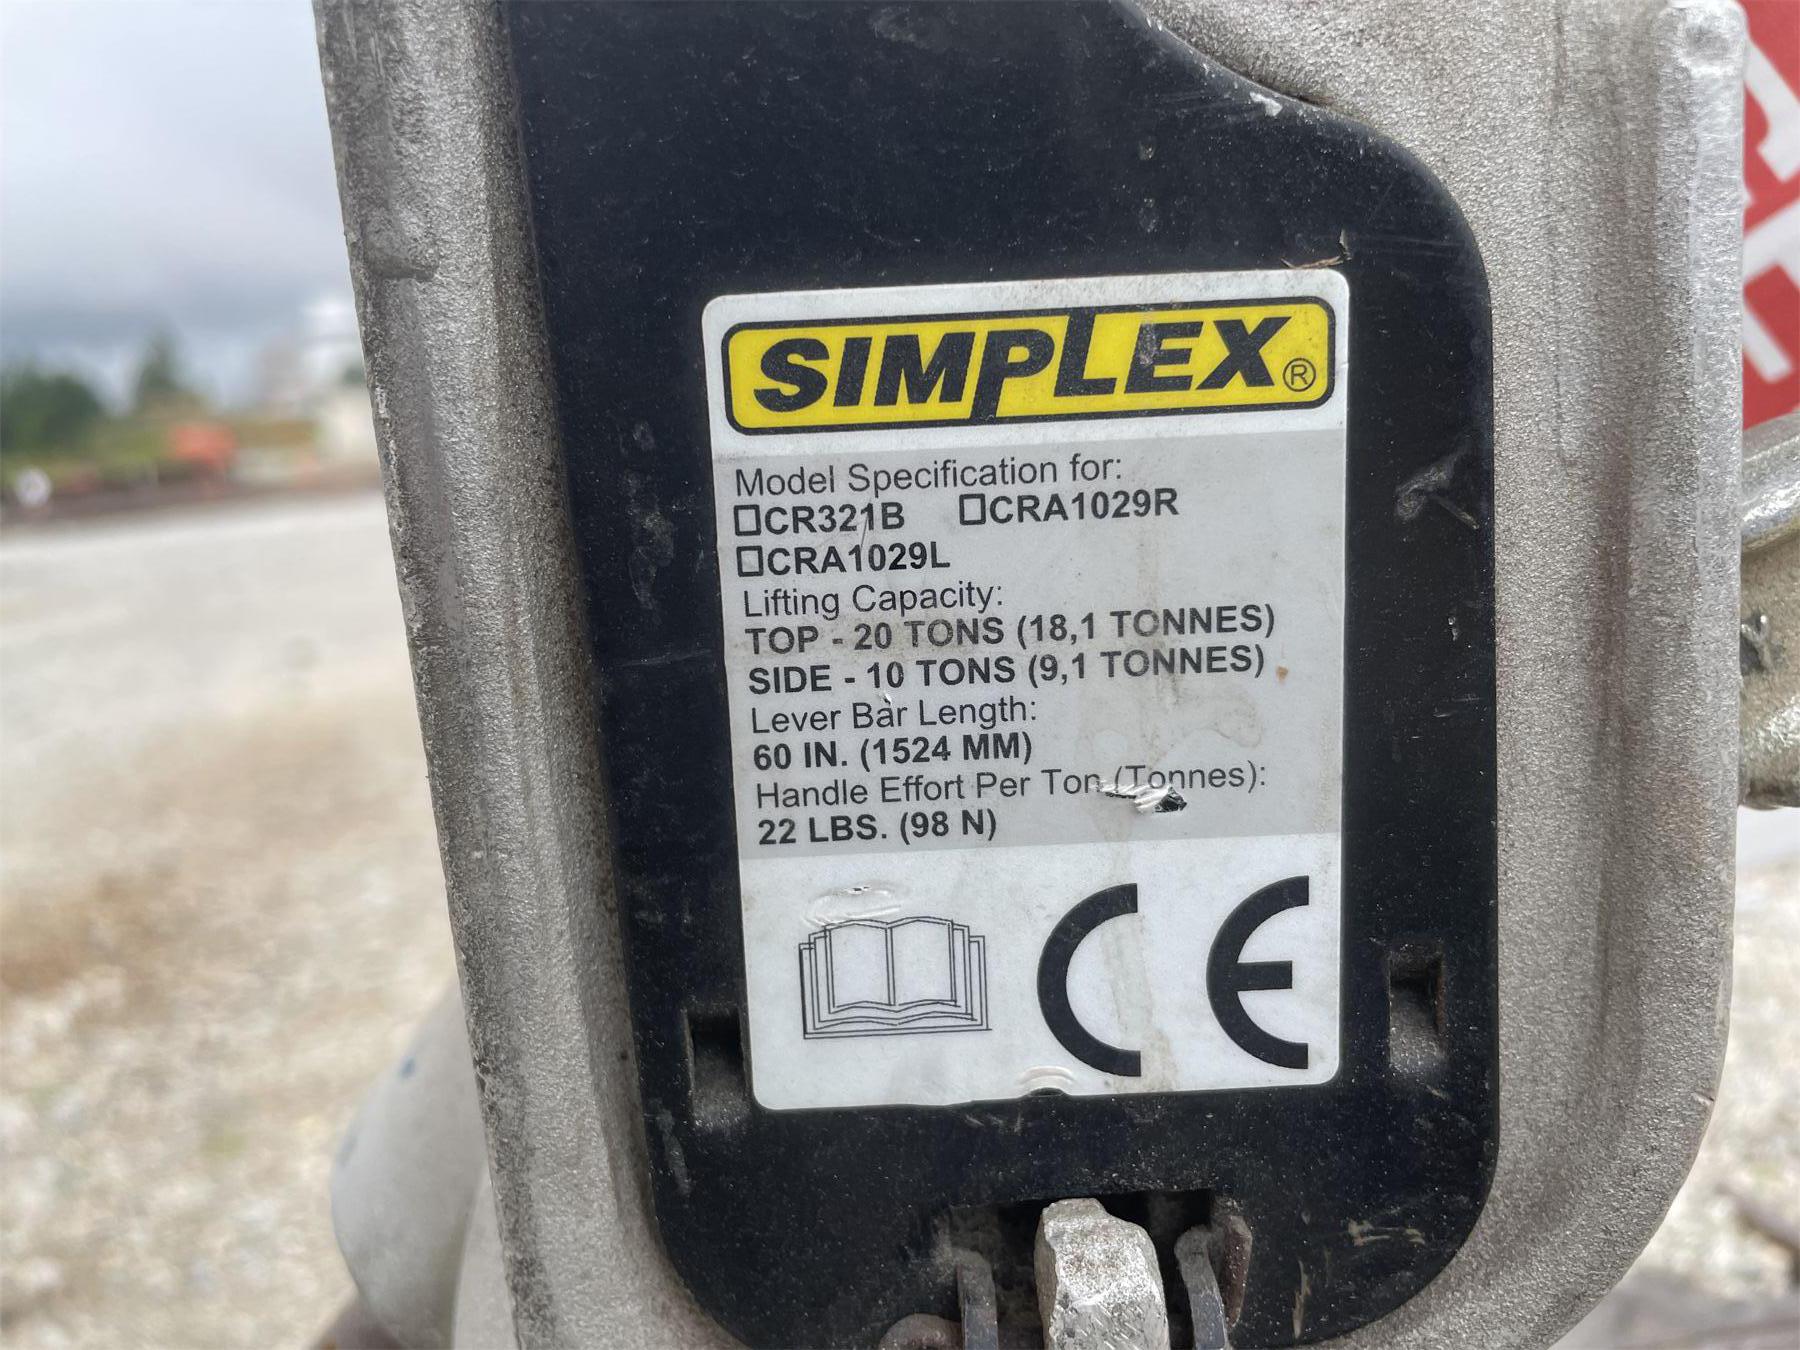 SIMPLEX®
Model Specification for:
☐CR321B ☐CRA1029R
☐CRA1029L
Lifting Capacity:
TOP - 20 TONS (18,1 TONNES)
SIDE - 10 TONS (9,1 TONNES)
Lever Bar Length:
60 IN. (1524 MM)
Handle Effort Per Ton (Tonnes):
22 LBS. (98 N)
CE